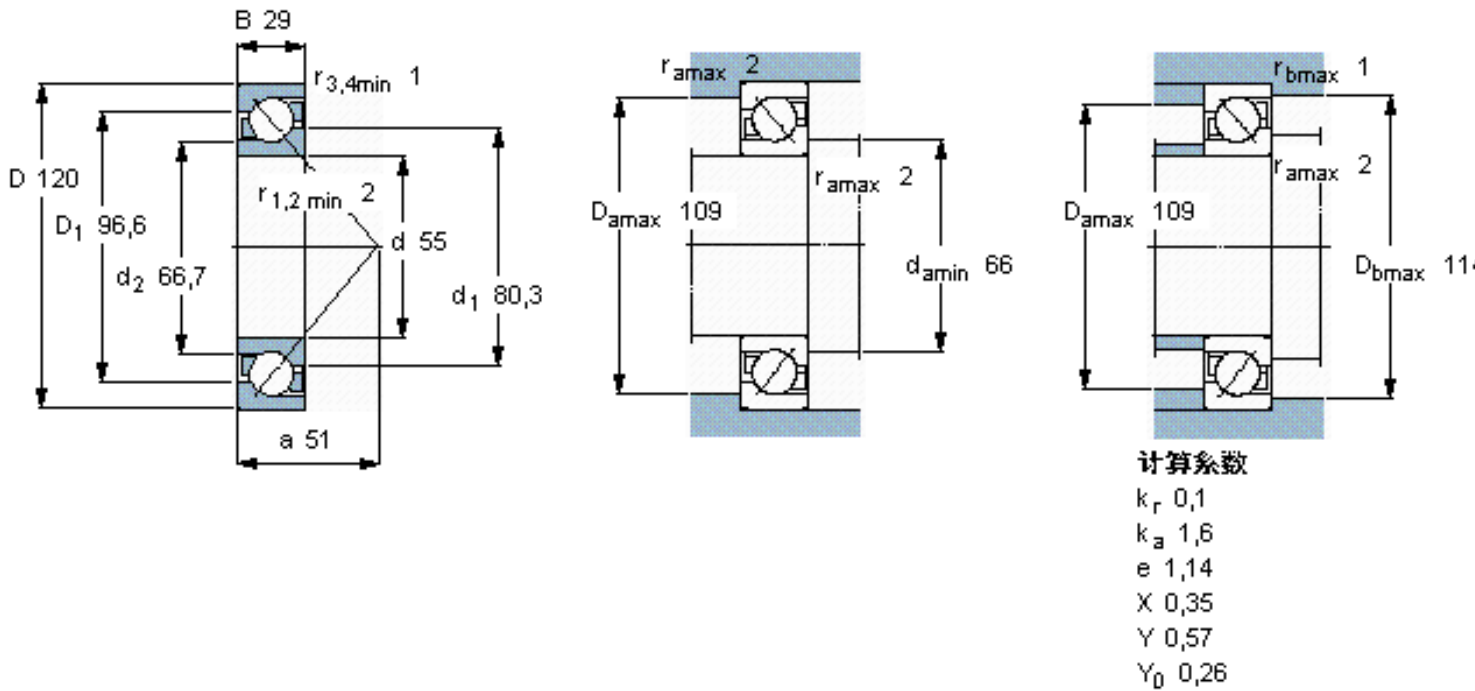 B 29
r3,4min 1
D 120
D1 96,6
d2 66,7
r1,2 min 2
d 55
d1 80,3
a 51
ramax 2
Damax 109
ramax 2
damin 66
rbmax 1
Damax 109
ramax 2
Dbmax 114
计算系数
kr 0,1
ka 1,6
e 1,14
X 0,35
Y 0,57
Y0 0,26